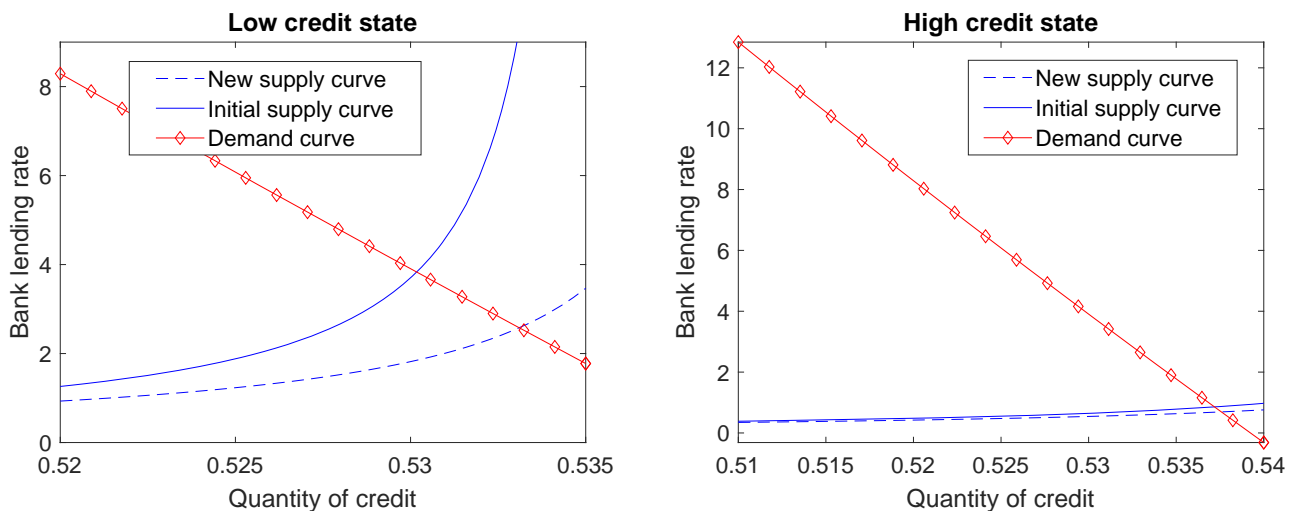 Low credit state
New supply curve
Initial supply curve
Demand curve
Bank lending rate
8
6
4
2
0
0.52
0.525
0.53
0.535
Quantity of credit
High credit state
New supply curve
Initial supply curve
Demand curve
Bank lending rate
12
10
8
6
4
2
0
0.51
0.515
0.52
0.525
0.53
0.535
0.54
Quantity of credit